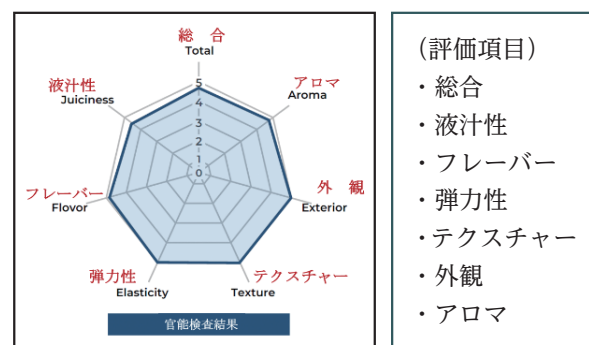 総 合
Total
液汁性
Juiciness
アロマ
Aroma
5
4
3
2
1
0
フレーバー
Flovor
外 観
Exterior
弾力性
Elasticity
テクスチャー
Texture
官能検査結果
(評価項目)
・総合
・液汁性
・フレーバー
・弾力性
・テクスチャー
・外観
・アロマ